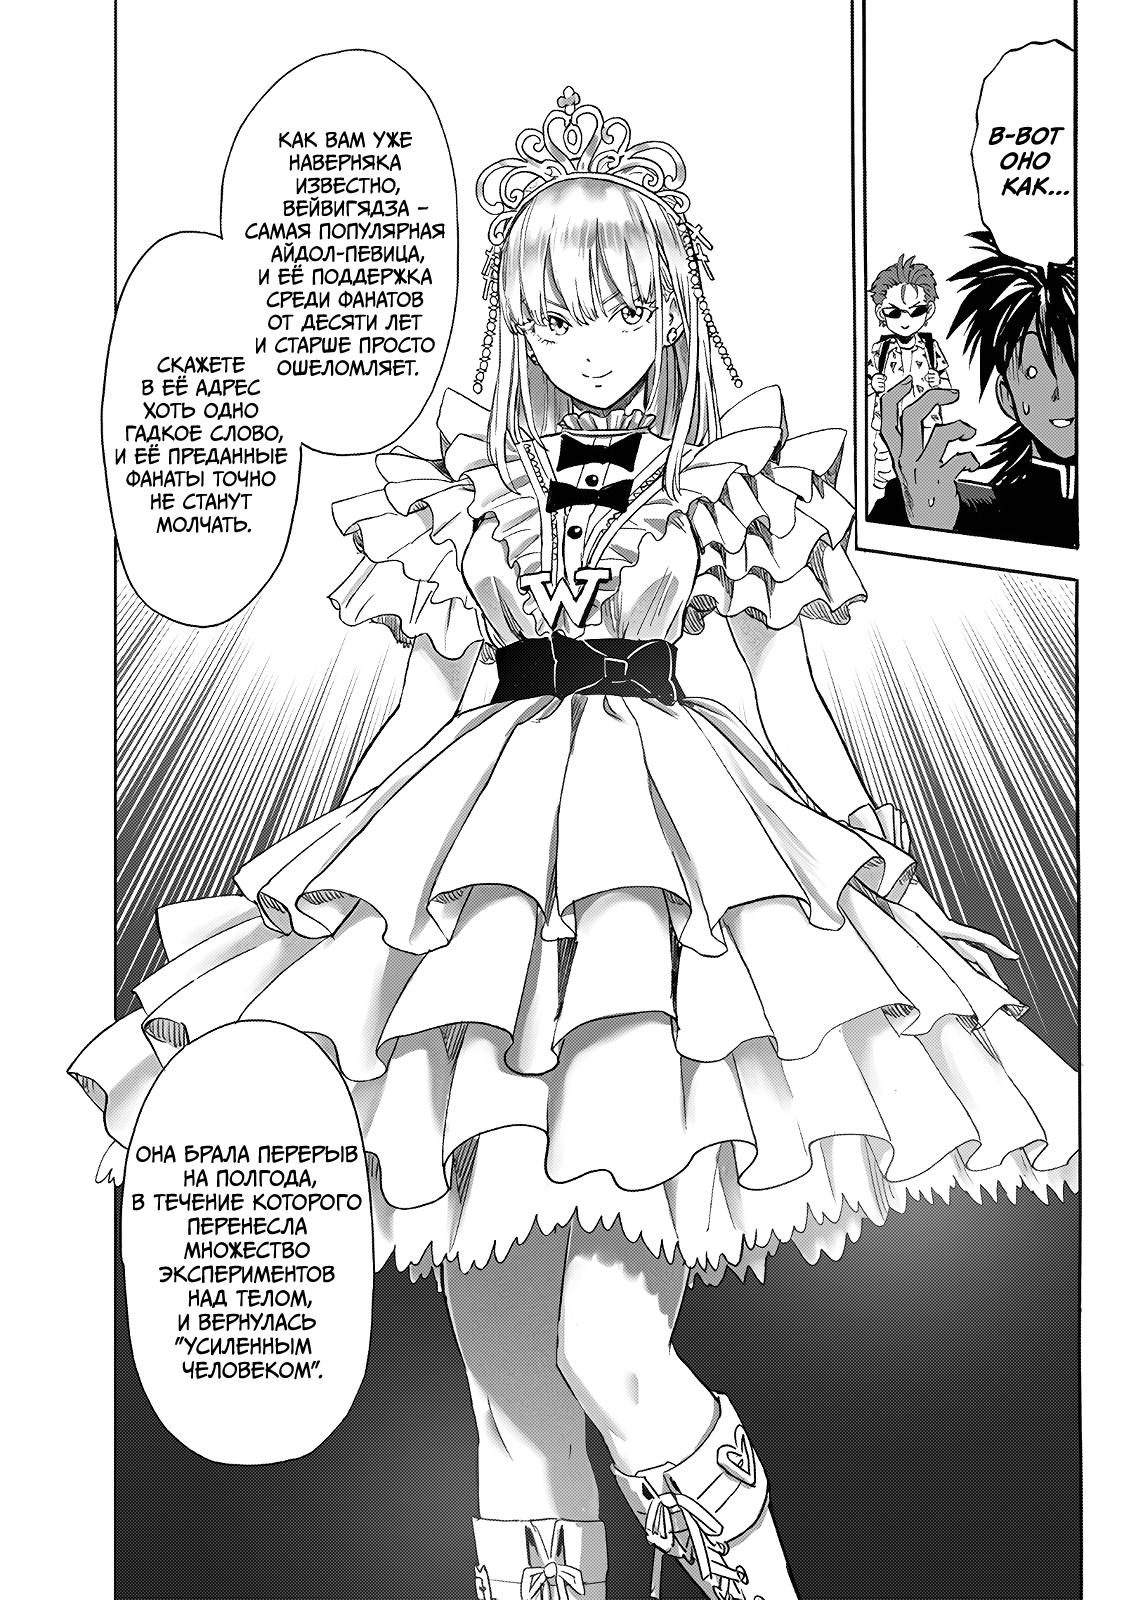 В-ВОТ
ОНО
КАК...
КАК ВАМ УЖЕ
НАВЕРНЯКА
ИЗВЕСТНО,
ВЕЙВИГЯДЗА –
САМАЯ ПОПУЛЯРНАЯ
АЙДОЛ-ПЕВИЦА,
И ЕЁ ПОДДЕРЖКА
СРЕДИ ФАНАТОВ
ОТ ДЕСЯТИ ЛЕТ
И СТАРШЕ ПРОСТО
ОШЕЛОМЛЯЕТ.
СКАЖЕТЕ
В ЕЁ АДРЕС
ХОТЬ ОДНО
ГАДКОЕ СЛОВО,
И ЕЁ ПРЕДАННЫЕ
ФАНАТЫ ТОЧНО
НЕ СТАНУТ
МОЛЧАТЬ.
W
ОНА БРАЛА ПЕРЕРЫВ
НА ПОЛГОДА,
В ТЕЧЕНИЕ КОТОРОГО
ПЕРЕНЕСЛА
МНОЖЕСТВО
ЭКСПЕРИМЕНТОВ
НАД ТЕЛОМ,
И ВЕРНУЛАСЬ
"УСИЛЕННЫМ
ЧЕЛОВЕКОМ".